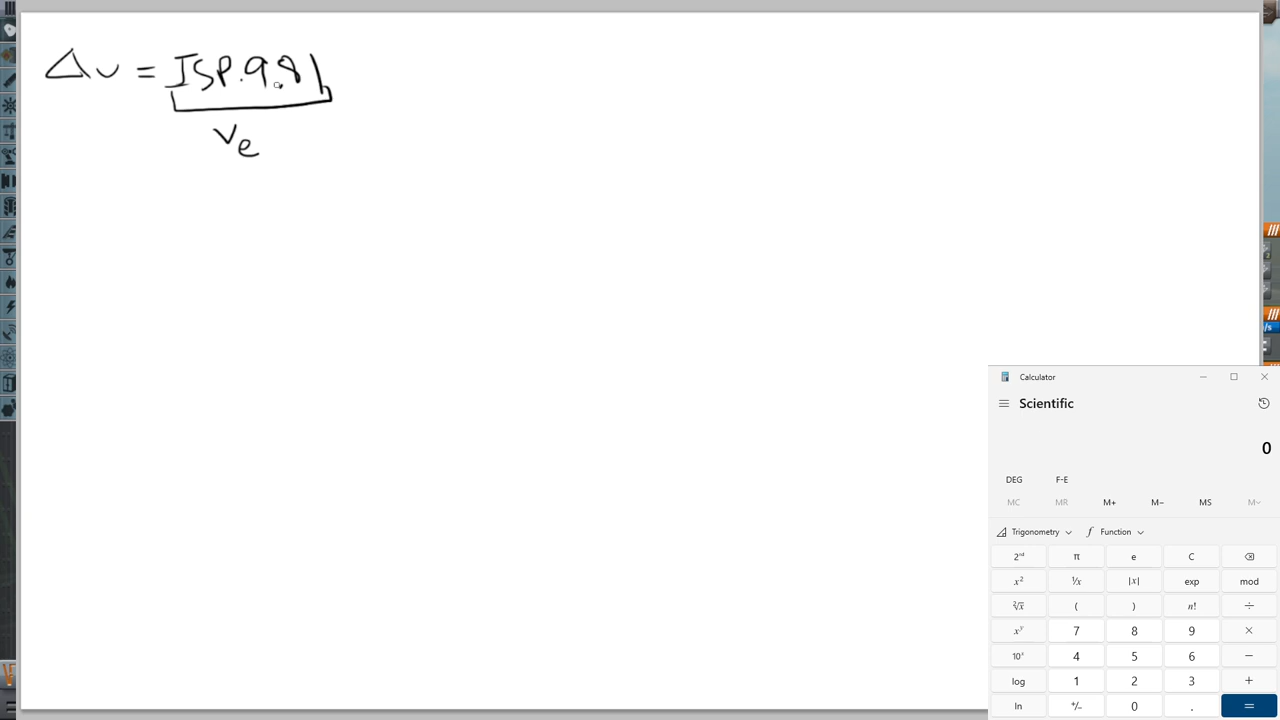 Δv = ISP.9.81
ve
Calculator
Scientific
0
DEG F-E
MC MR M+ M− MS M˅
Trigonometry f Function
2ⁿᵈ π e C
x² ¹/x |x| exp mod
²√x ( ) n! ÷
xʸ 7 8 9 ×
10ˣ 4 5 6 −
log 1 2 3 +
ln +/− 0 . =